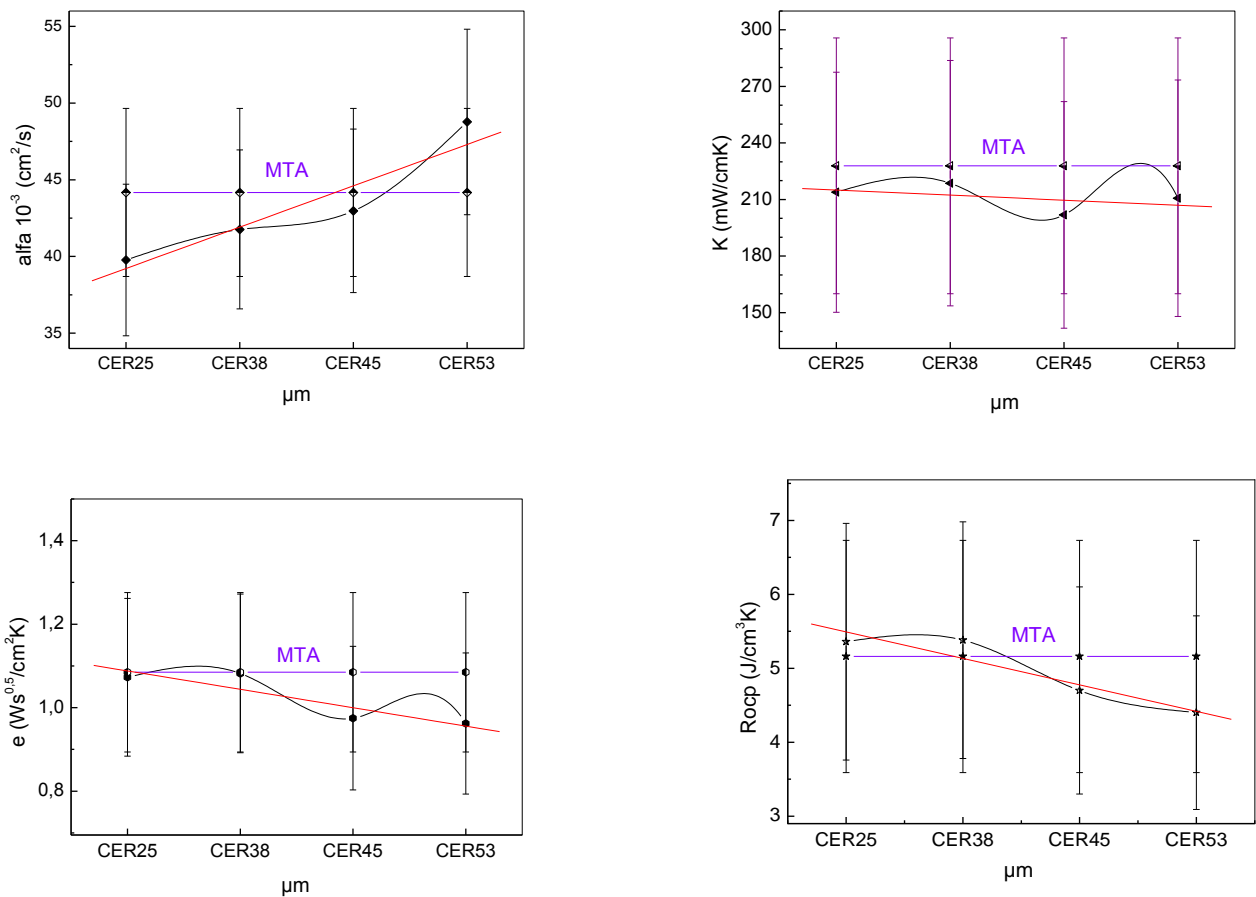 55
50
45
40
35
alfa 10⁻³ (cm²/s)
MTA
CER25 CER38 CER45 CER53
µm
300
270
240
210
180
150
K (mW/cmK)
MTA
CER25 CER38 CER45 CER53
µm
1,4
1,2
1,0
0,8
e (Ws⁰,⁵/cm²K)
MTA
CER25 CER38 CER45 CER53
µm
7
6
5
4
3
Rocp (J/cm³K)
MTA
CER25 CER38 CER45 CER53
µm